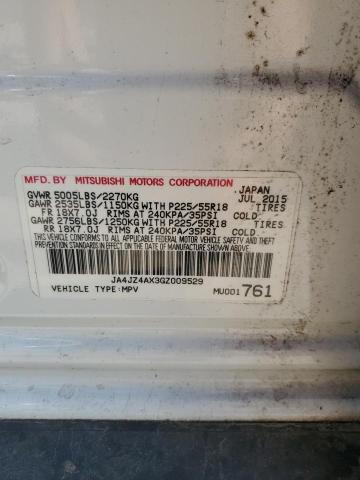 MFD. BY MITSUBISHI MOTORS CORPORATION JAPAN
GVWR 5005LBS/2270KG JUL 2015
GAWR 2535LBS/1150KG WITH P225/55R18 TIRES
FR 18X7.0J RIMS AT 240KPA/35PSI COLD
GAWR 2756LBS/1250KG WITH P225/55R18 TIRES
RR 18X7.0J RIMS AT 240KPA/35PSI COLD
THIS VEHICLE CONFORMS TO ALL APPLICABLE FEDERAL MOTOR VEHICLE SAFETY AND THEFT
PREVENTION STANDARDS IN EFFECT ON THE DATE OF MANUFACTURE SHOWN ABOVE.
JA4JZ4AX3GZ009529
VEHICLE TYPE:MPV MU001761